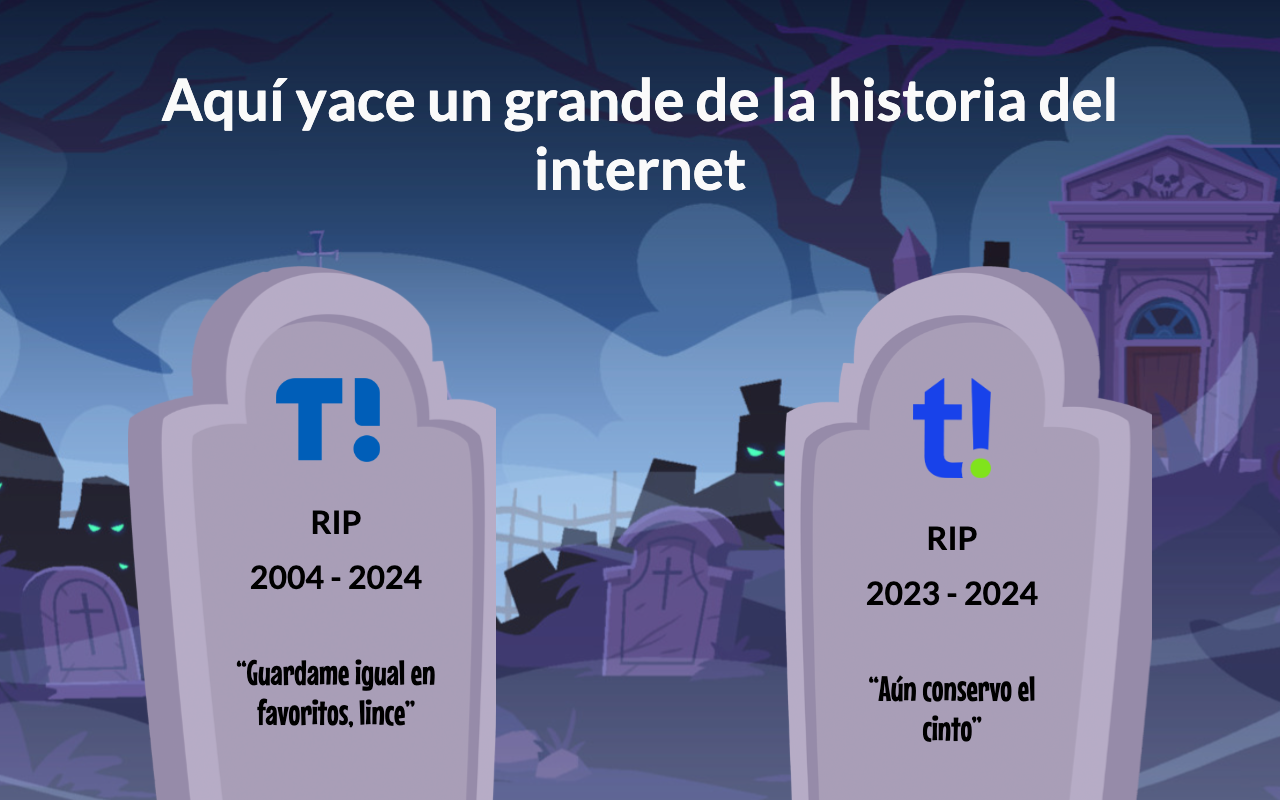 Aquí yace un grande de la historia del
internet
T!
RIP
2004 - 2024
“Guardame igual en
favoritos, lince”
t!
RIP
2023 - 2024
“Aún conservo el
cinto”